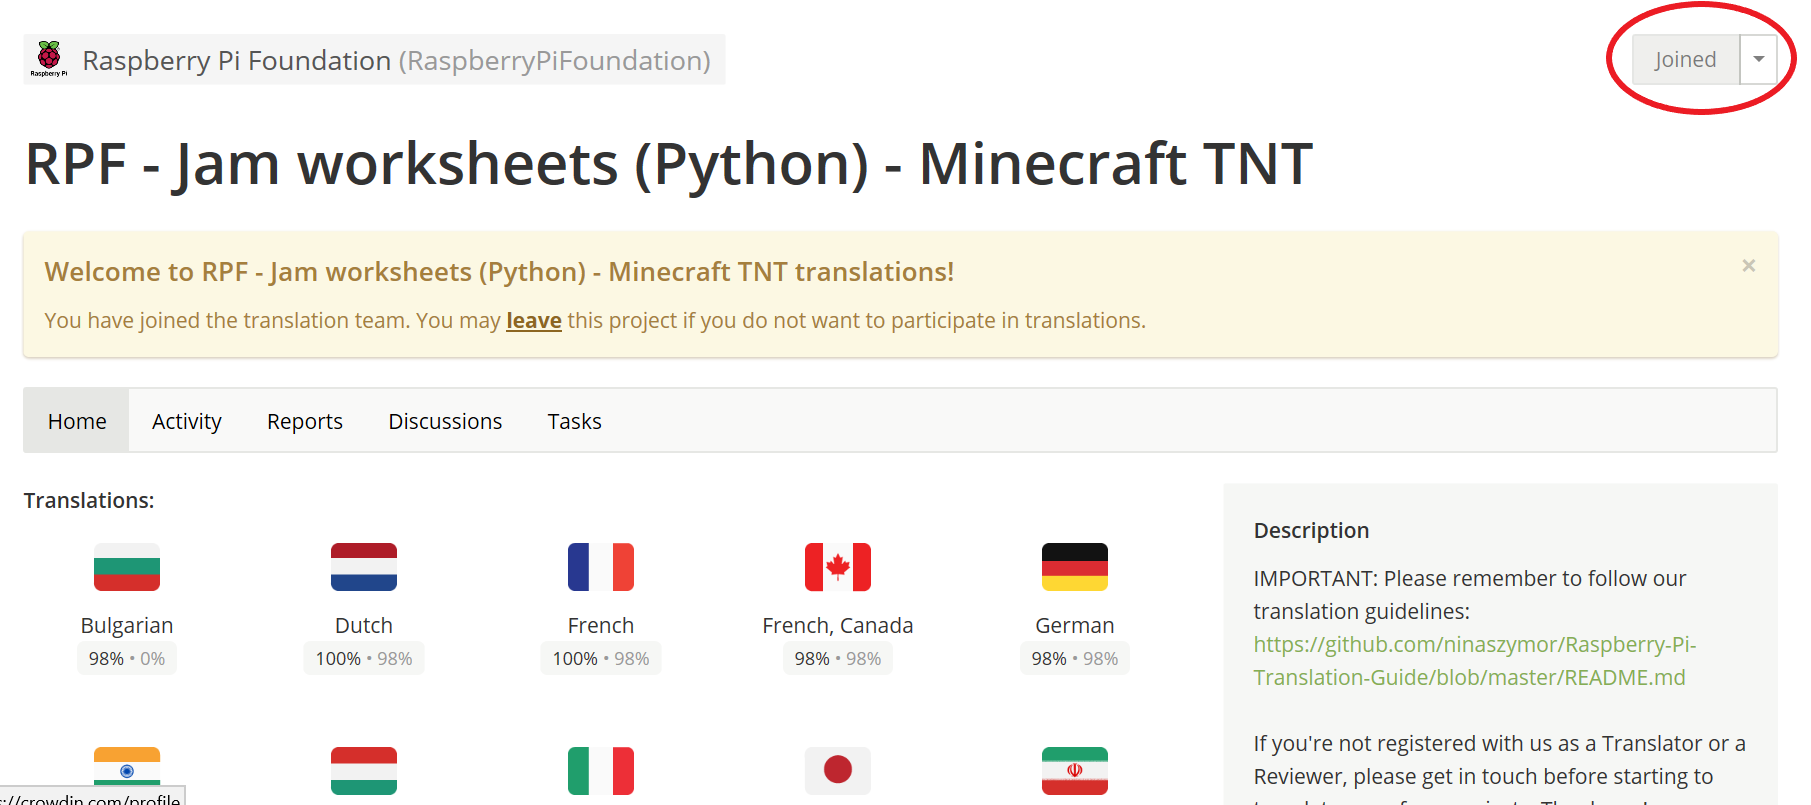 Raspberry Pi
Raspberry Pi Foundation (RaspberryPiFoundation)
Joined
RPF - Jam worksheets (Python) - Minecraft TNT
Welcome to RPF - Jam worksheets (Python) - Minecraft TNT translations!
×
You have joined the translation team. You may leave this project if you do not want to participate in translations.
Home Activity Reports Discussions Tasks
Translations:
Bulgarian Dutch French French, Canada German
98% • 0% 100% • 98% 100% • 98% 98% • 98% 98% • 98%
Description
IMPORTANT: Please remember to follow our
translation guidelines:
https://github.com/ninaszymor/Raspberry-Pi-
Translation-Guide/blob/master/README.md
If you're not registered with us as a Translator or a
Reviewer, please get in touch before starting to
://crowdin.com/profile